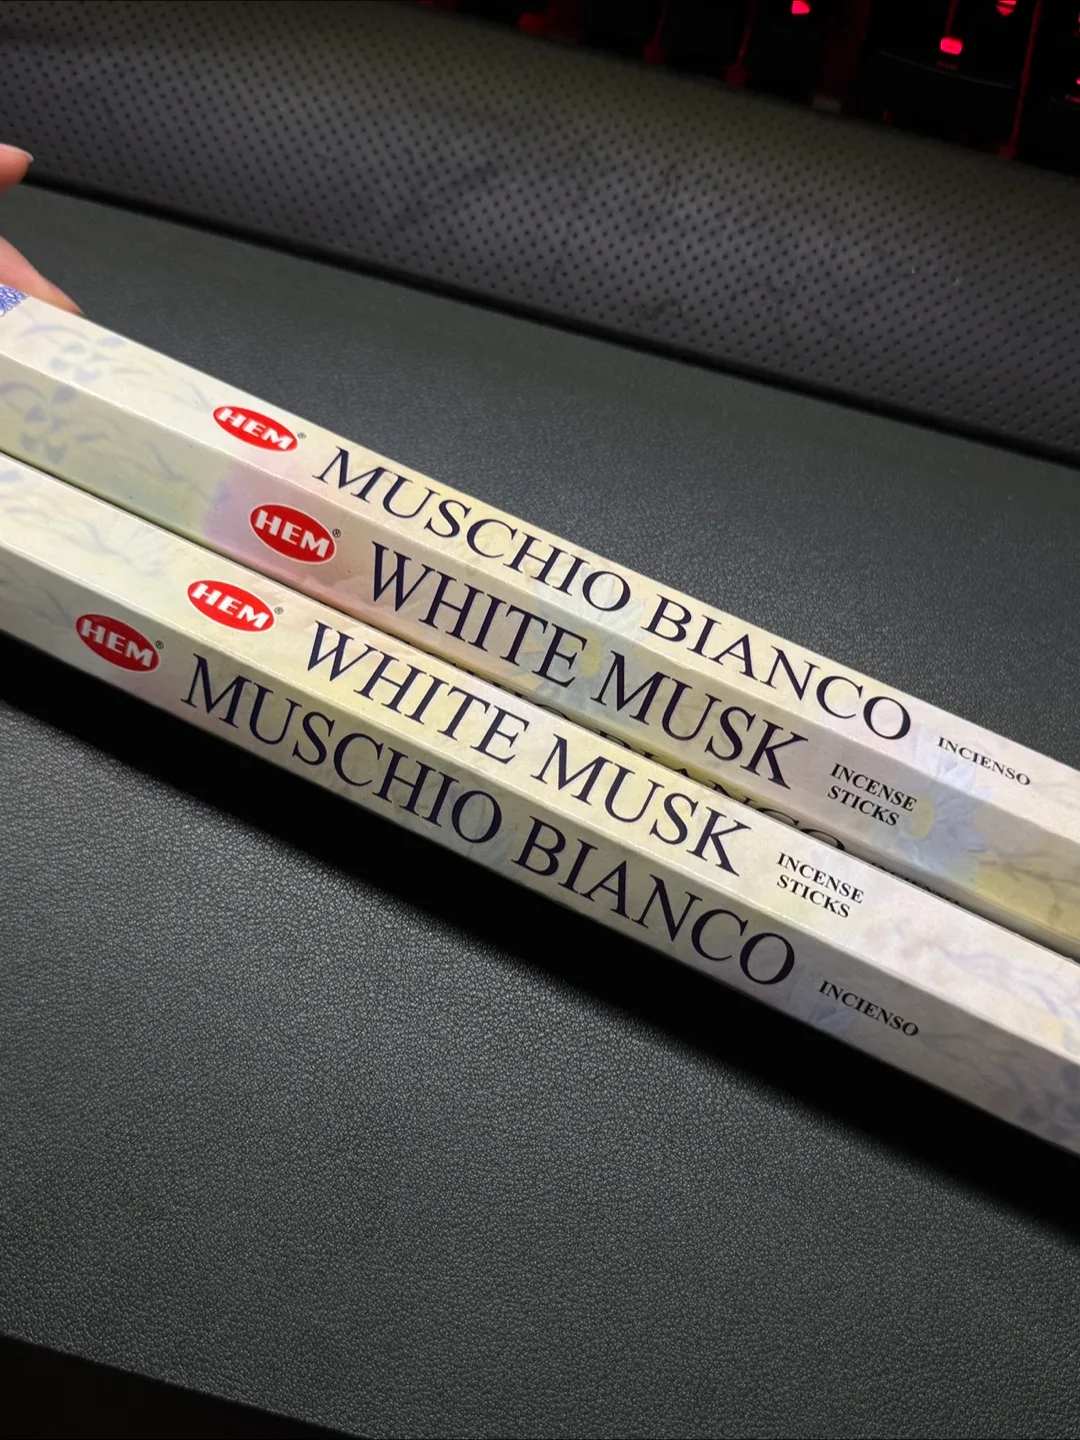 HEM®
MUSCHIO BIANCO
INCIENSO
HEM®
WHITE MUSK
INCENSE
STICKS
HEM®
WHITE MUSK
INCENSE
STICKS
HEM®
MUSCHIO BIANCO
INCIENSO